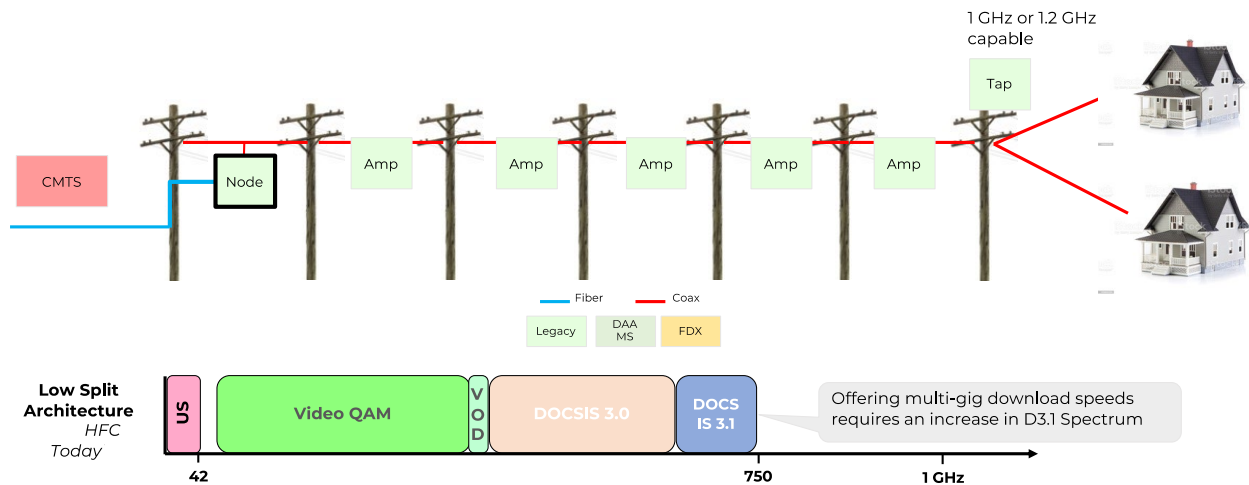 1 GHz or 1.2 GHz
capable
Tap
CMTS
Node
Amp
Amp
Amp
Amp
Amp
Fiber
Coax
Legacy
DAA
MS
FDX
Low Split
Architecture
HFC
Today
US
Video QAM
V
O
D
DOCSIS 3.0
DOCS
IS 3.1
Offering multi-gig download speeds
requires an increase in D3.1 Spectrum
42
750
1 GHz